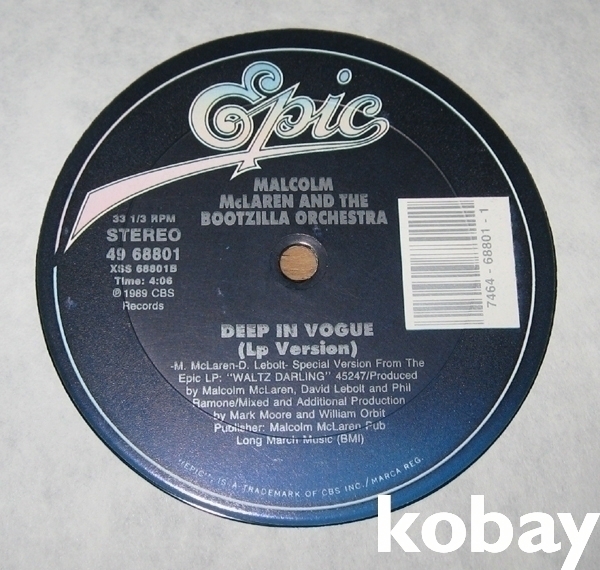 Epic
MALCOLM
McLAREN AND THE
BOOTZILLA ORCHESTRA
33 1/3 RPM
STEREO
49 68801
XSS 68801B
Time: 4:06
℗ 1989 CBS
Records
7464 - 68801 - 1
DEEP IN VOGUE
(Lp Version)
-M. McLaren-D. Lebolt- Special Version From The
Epic LP: "WALTZ DARLING" 45247/Produced
by Malcolm McLaren, David Lebolt and Phil
Ramone/Mixed and Additional Production
by Mark Moore and William Orbit
Publisher: Malcolm McLaren Pub
Long March Music (BMI)
"EPIC", IS A TRADEMARK OF CBS INC./MARCA REG.
kobay